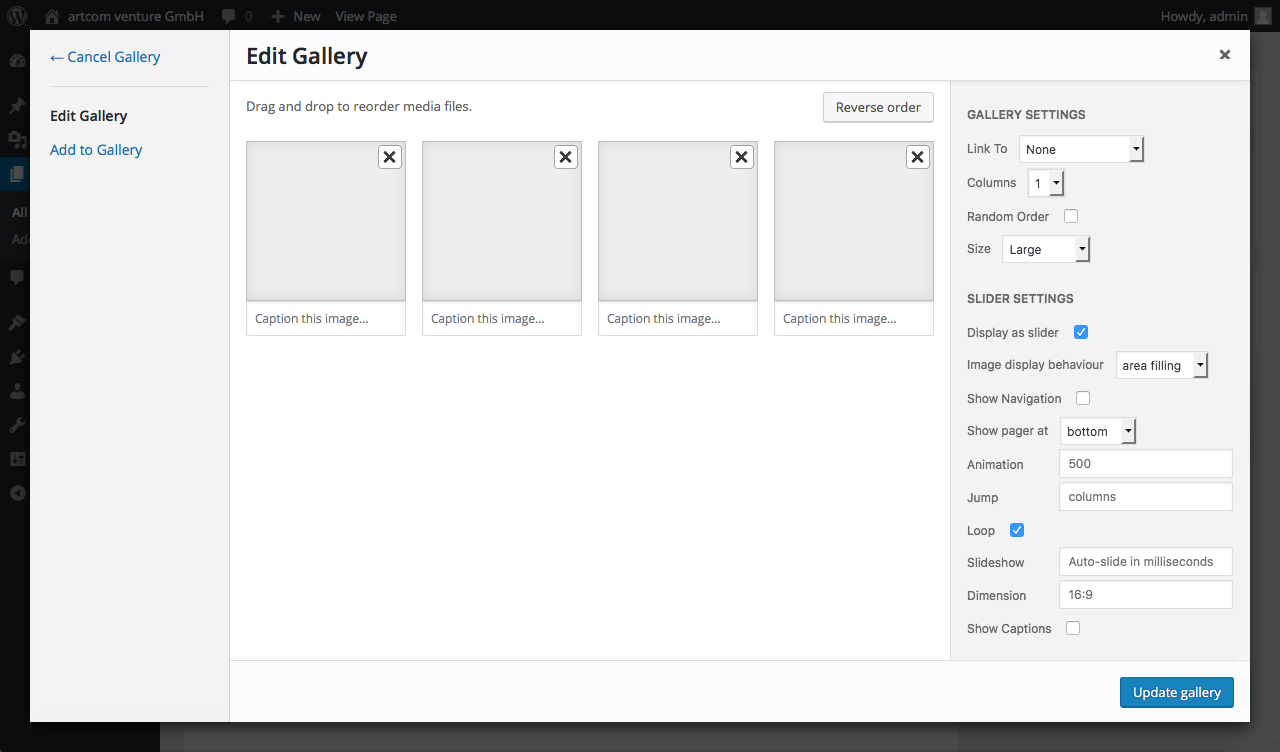 artcom venture GmbH 0 New View Page Howdy, admin
← Cancel Gallery
Edit Gallery
Add to Gallery
All
Edit Gallery
Drag and drop to reorder media files.
Reverse order
Caption this image... Caption this image... Caption this image... Caption this image...
GALLERY SETTINGS
Link To None
Columns 1
Random Order
Size Large
SLIDER SETTINGS
Display as slider
Image display behaviour area filling
Show Navigation
Show pager at bottom
Animation 500
Jump columns
Loop
Slideshow Auto-slide in milliseconds
Dimension 16:9
Show Captions
Update gallery